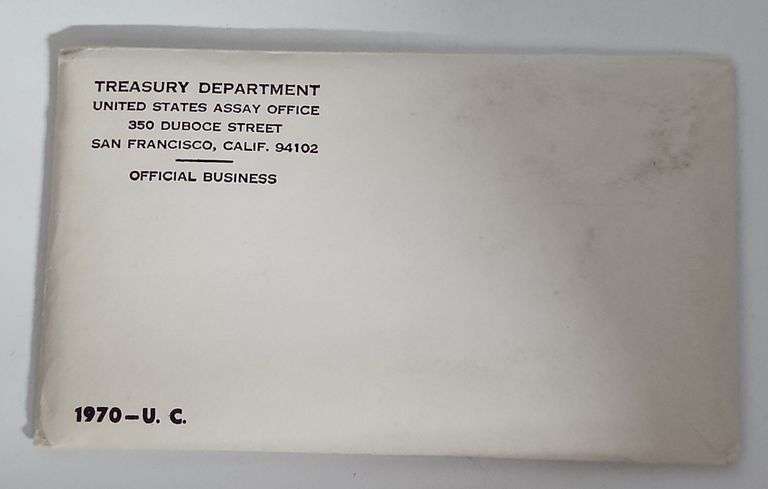 TREASURY DEPARTMENT
UNITED STATES ASSAY OFFICE
350 DUBOCE STREET
SAN FRANCISCO, CALIF. 94102
OFFICIAL BUSINESS
1970-U. C.